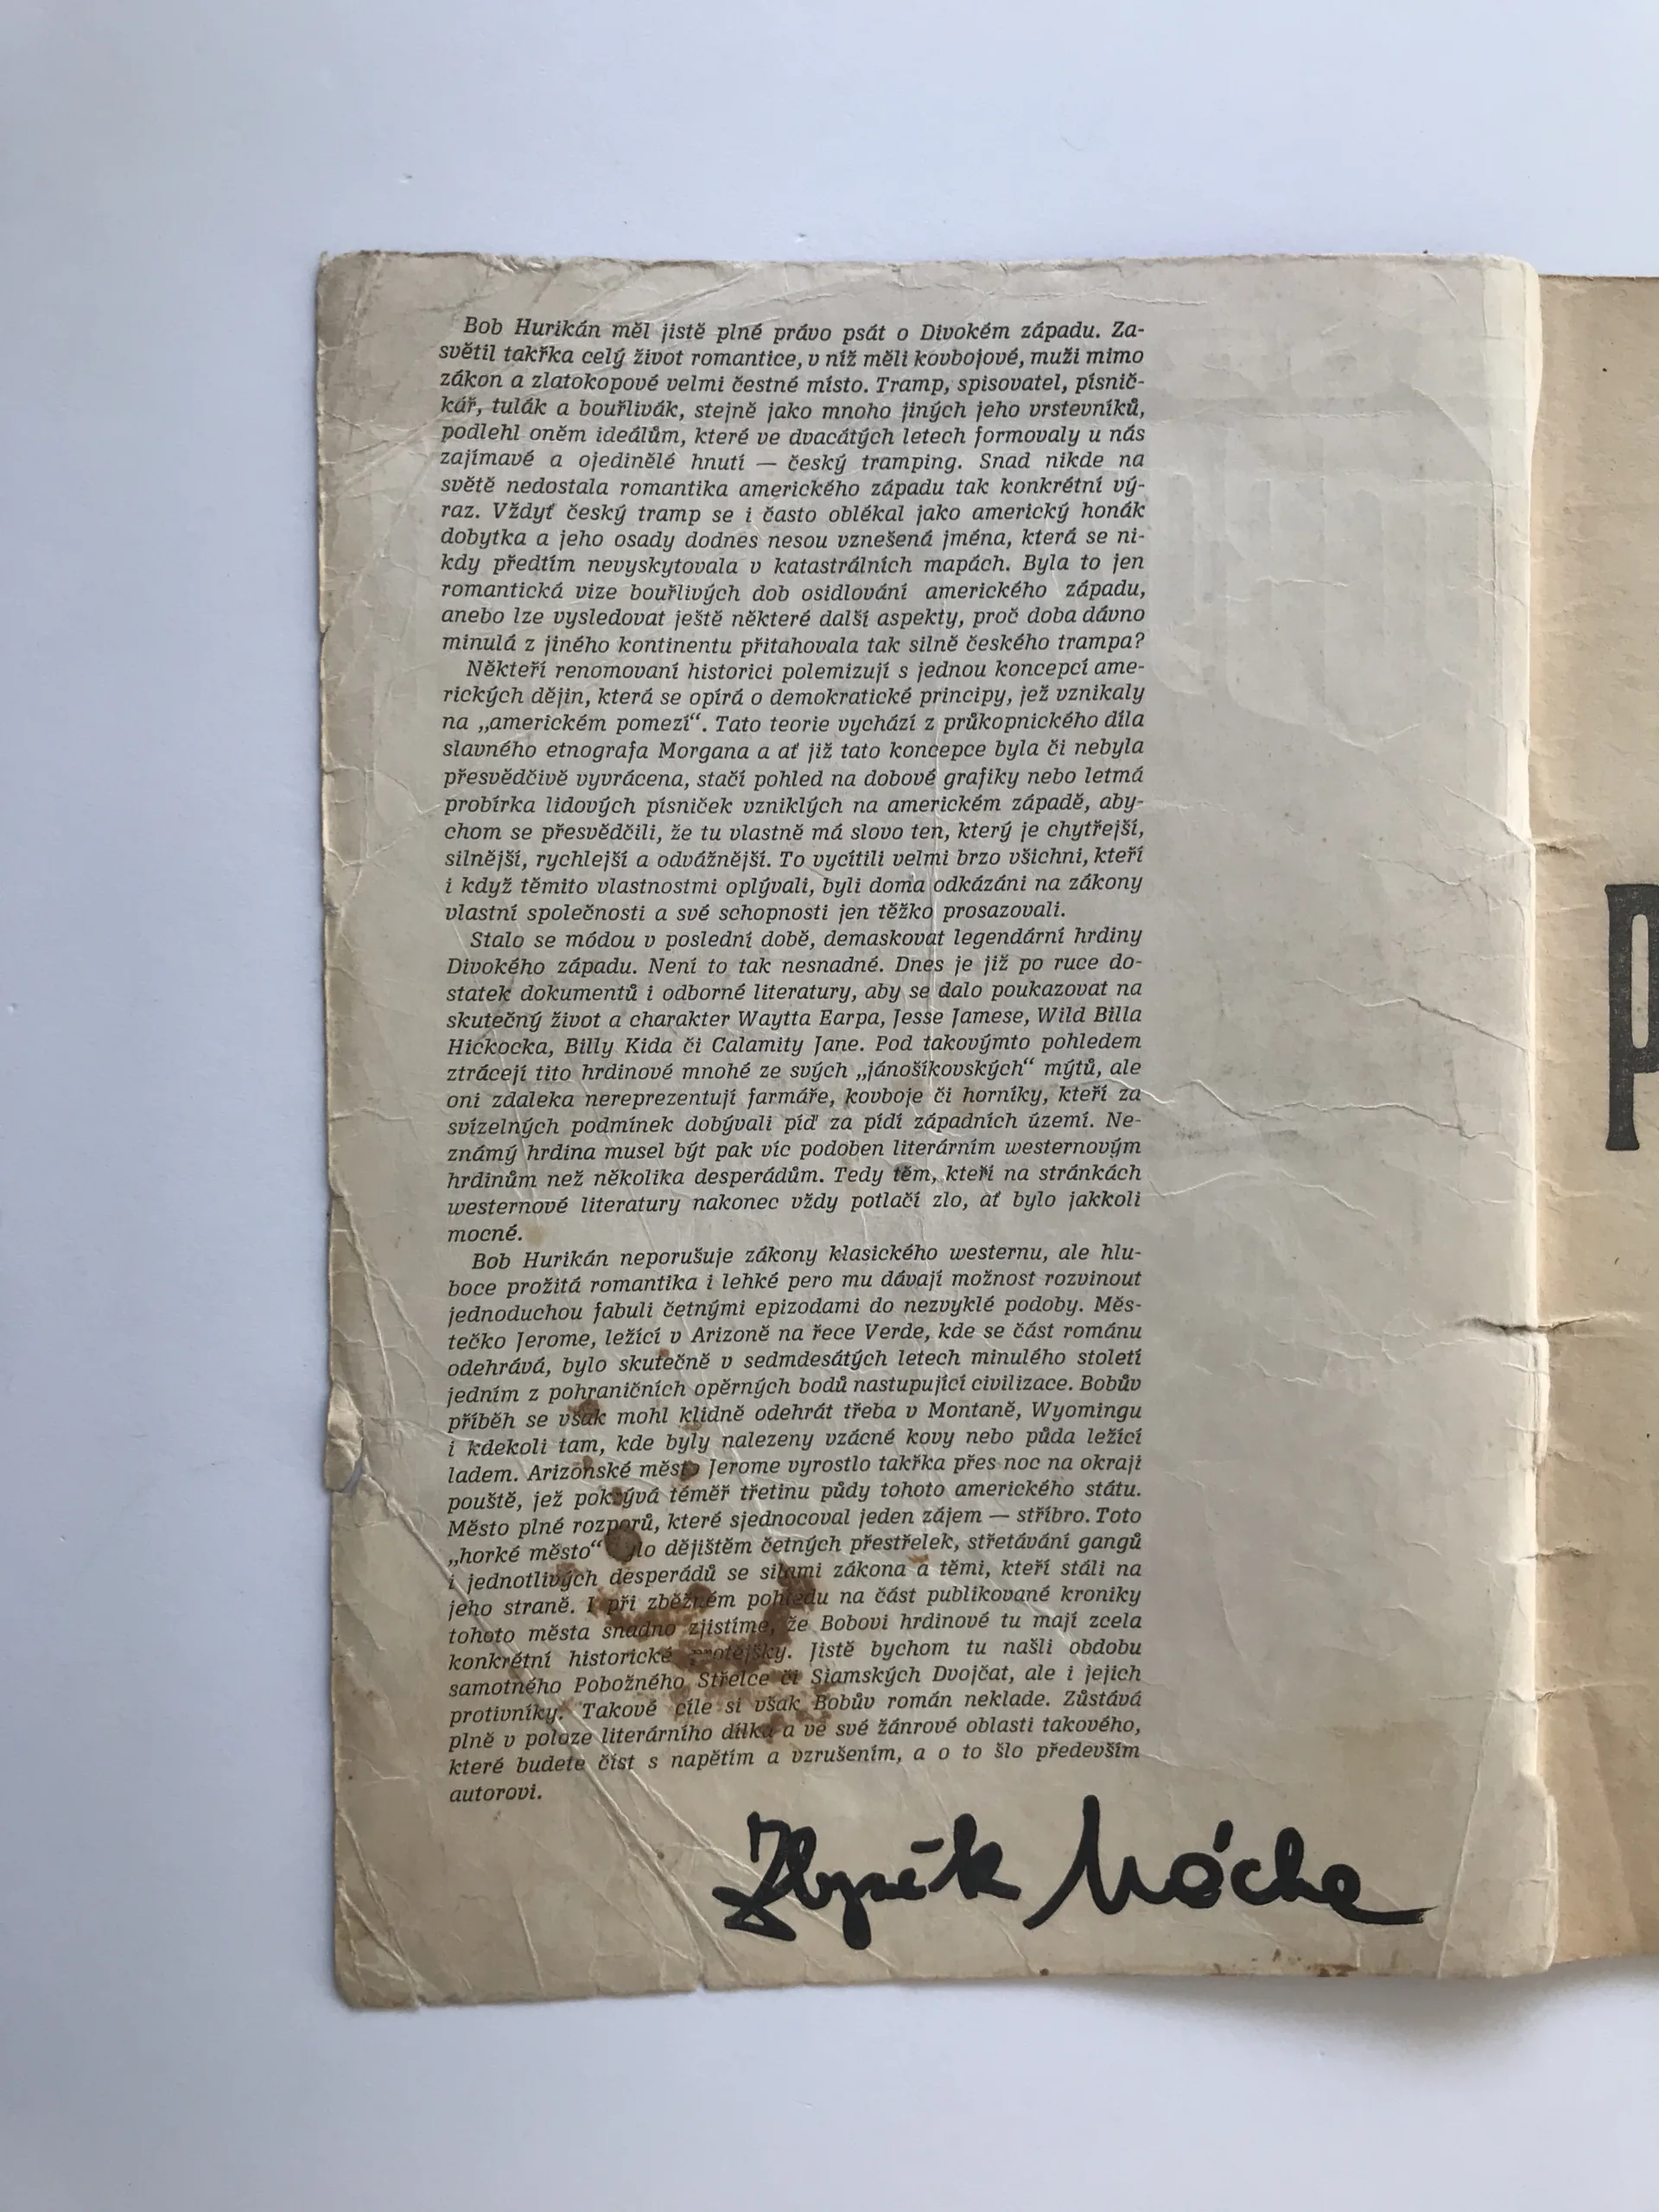 Bob Hurikán měl jistě plné právo psát o Divokém západu. Za-
světil takřka celý život romantice, v níž měli kovbojové, muži mimo
zákon a zlatokopové velmi čestné místo. Tramp, spisovatel, písnič-
kář, tulák a bouřlivák, stejně jako mnoho jiných jeho vrstevníků,
podlehl oněm ideálům, které ve dvacátých letech formovaly u nás
zajímavé a ojedinělé hnutí — český tramping. Snad nikde na
světě nedostala romantika amerického západu tak konkrétní vý-
raz. Vždyť český tramp se i často oblékal jako americký honák
dobytka a jeho osady dodnes nesou vznešená jména, která se ni-
kdy předtím nevyskytovala v katastrálních mapách. Byla to jen
romantická vize bouřlivých dob osidlování amerického západu,
anebo lze vysledovat ještě některé další aspekty, proč doba dávno
minulá z jiného kontinentu přitahovala tak silně českého trampa?
Někteří renomovaní historici polemizují s jednou koncepcí ame-
rických dějin, která se opírá o demokratické principy, jež vznikaly
na „americkém pomezí“. Tato teorie vychází z průkopnického díla
slavného etnografa Morgana a ať již tato koncepce byla či nebyla
přesvědčivě vyvrácena, stačí pohled na dobové grafiky nebo letmá
probírka lidových písniček vzniklých na americkém západě, aby-
chom se přesvědčili, že tu vlastně má slovo ten, který je chytřejší,
silnější, rychlejší a odvážnější. To vycítili velmi brzo všichni, kteří
i když těmito vlastnostmi oplývali, byli doma odkázáni na zákony
vlastní společnosti a své schopnosti jen těžko prosazovali.
Stalo se módou v poslední době, demaskovat legendární hrdiny
Divokého západu. Není to tak nesnadné. Dnes je již po ruce do-
statek dokumentů i odborné literatury, aby se dalo poukazovat na
skutečný život a charakter Waytta Earpa, Jesse Jamese, Wild Billa
Hickocka, Billy Kida či Calamity Jane. Pod takovýmto pohledem
ztrácejí tito hrdinové mnohé ze svých „jánošíkovských“ mýtů, ale
oni zdaleka nereprezentují farmáře, kovboje či horníky, kteří za
svízelných podmínek dobývali píď za pídí západních území. Ne-
známý hrdina musel být pak víc podoben literárním westernovým
hrdinům než několika desperádům. Tedy těm, kteří na stránkách
westernové literatury nakonec vždy potlačí zlo, ať bylo jakkoli
mocné.
Bob Hurikán neporušuje zákony klasického westernu, ale hlu-
boce prožitá romantika i lehké pero mu dávají možnost rozvinout
jednoduchou fabuli četnými epizodami do nezvyklé podoby. Měs-
tečko Jerome, ležící v Arizoně na řece Verde, kde se část románu
odehrává, bylo skutečně v sedmdesátých letech minulého století
jedním z pohraničních opěrných bodů nastupující civilizace. Bobův
příběh se však mohl klidně odehrát třeba v Montaně, Wyomingu
i kdekoli tam, kde byly nalezeny vzácné kovy nebo půda ležící
ladem. Arizonské město Jerome vyrostlo takřka přes noc na okraji
pouště, jež pokrývá téměř třetinu půdy tohoto amerického státu.
Město plné rozporů, které sjednocoval jeden zájem — stříbro. Toto
„horké město“ bylo dějištěm četných přestřelek, střetávání gangů
i jednotlivých desperádů se silami zákona a těmi, kteří stáli na
jeho straně. I při zběžném pohledu na část publikované kroniky
tohoto města snadno zjistíme, že Bobovi hrdinové tu mají zcela
konkrétní historické protějšky. Jistě bychom tu našli obdobu
samotného Pobožného Střelce či Siamských Dvojčat, ale i jejich
protivníky. Takové cíle si však Bobův román neklade. Zůstává
plně v poloze literárního dílka a ve své žánrové oblasti takového,
které budete číst s napětím a vzrušením, a o to šlo především
autorovi.
Zbyněk Mácha
P